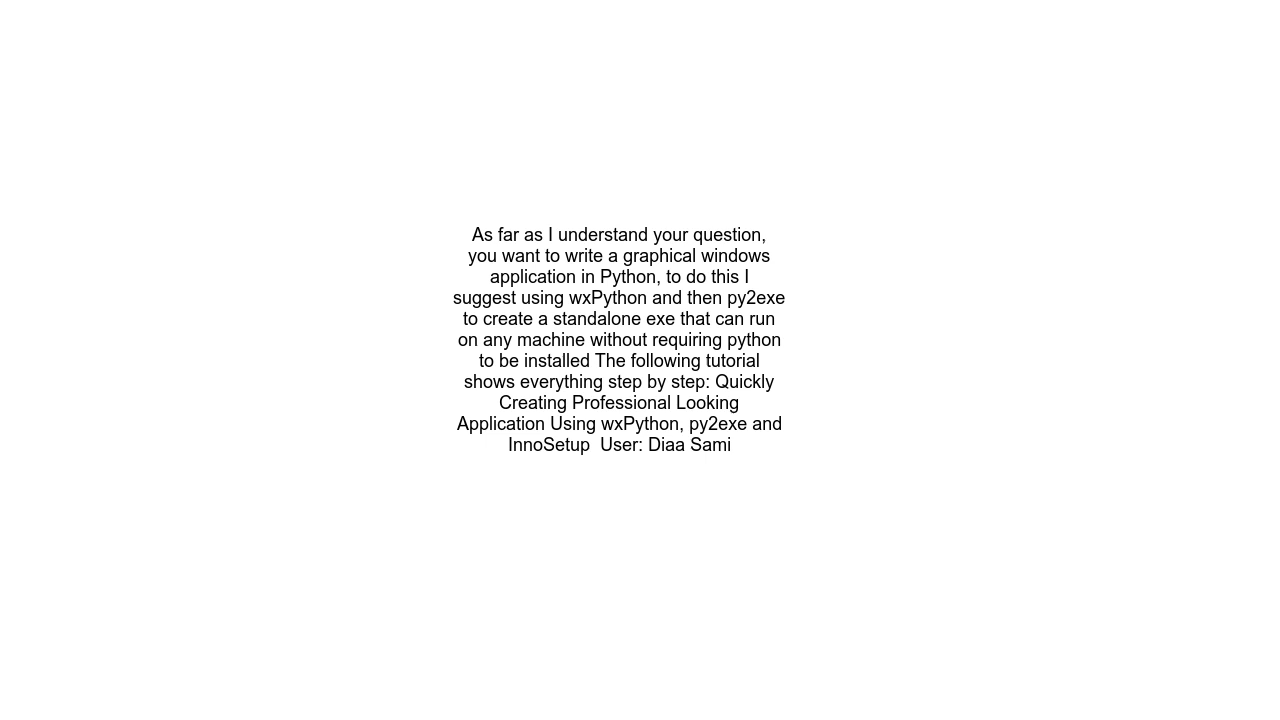 As far as I understand your question,
you want to write a graphical windows
application in Python, to do this I
suggest using wxPython and then py2exe
to create a standalone exe that can run
on any machine without requiring python
to be installed The following tutorial
shows everything step by step: Quickly
Creating Professional Looking
Application Using wxPython, py2exe and
InnoSetup  User: Diaa Sami